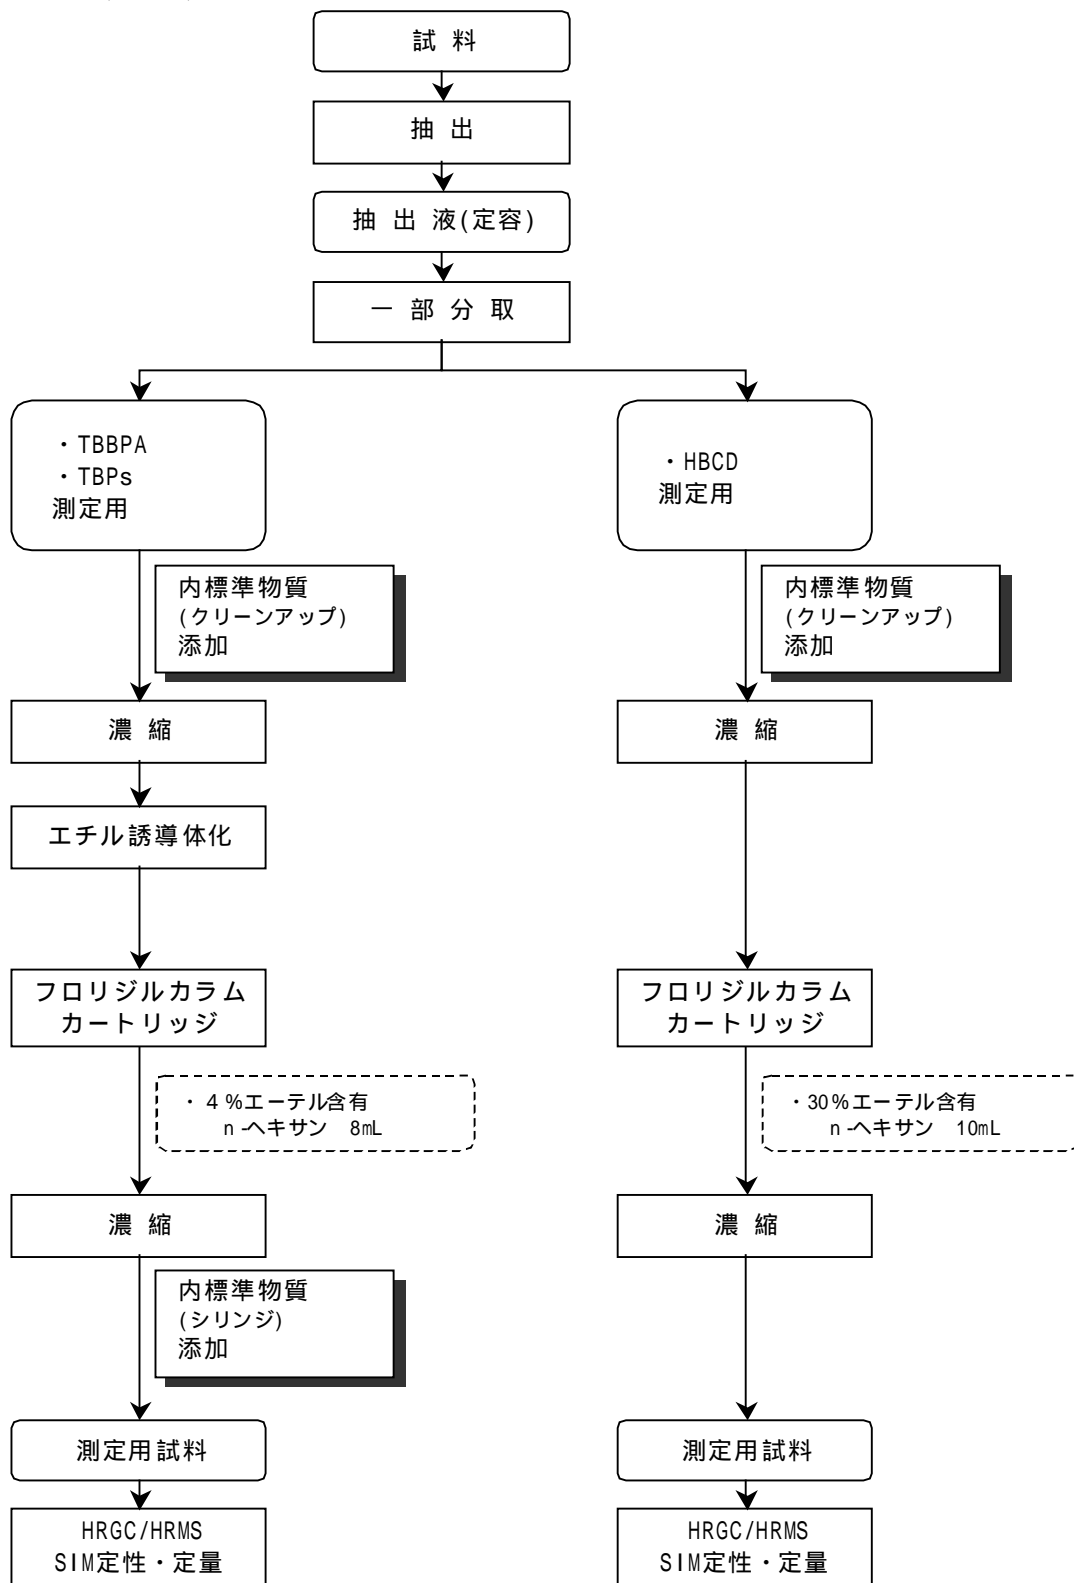 試 料
抽 出
抽 出 液(定容)
一 部 分 取
・TBBPA
・TBPs
測定用
・HBCD
測定用
内標準物質
(クリーンアップ)
添加
内標準物質
(クリーンアップ)
添加
濃 縮
濃 縮
エチル誘導体化
フロリジルカラム
カートリッジ
フロリジルカラム
カートリッジ
・4%エーテル含有
n-ヘキサン 8mL
・30%エーテル含有
n-ヘキサン 10mL
濃 縮
濃 縮
内標準物質
(シリンジ)
添加
測定用試料
測定用試料
HRGC/HRMS
SIM定性・定量
HRGC/HRMS
SIM定性・定量